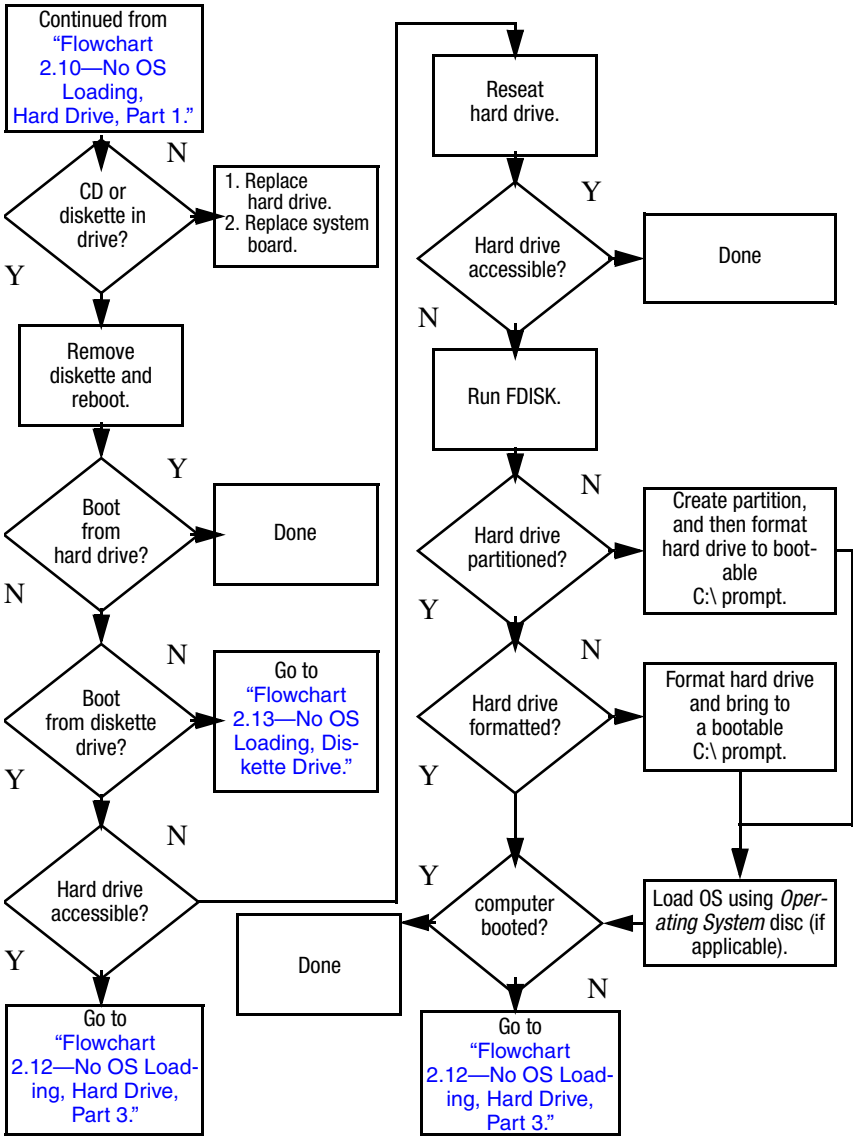 Continued from
“Flowchart
2.10—No OS
Loading,
Hard Drive, Part 1.”
N
CD or
diskette in
drive?
1. Replace
hard drive.
2. Replace system
board.
Y
Remove
diskette and
reboot.
Y
Boot
from
hard drive?
Done
N
N
Boot
from diskette
drive?
Go to
“Flowchart
2.13—No OS
Loading, Dis-
kette Drive.”
Y
N
Hard drive
accessible?
Y
Go to
“Flowchart
2.12—No OS Load-
ing, Hard Drive,
Part 3.”
Reseat
hard drive.
Y
Hard drive
accessible?
Done
N
Run FDISK.
N
Hard drive
partitioned?
Create partition,
and then format
hard drive to boot-
able
C:\ prompt.
Y
N
Hard drive
formatted?
Format hard drive
and bring to
a bootable
C:\ prompt.
Y
Y
computer
booted?
Load OS using Oper-
ating System disc (if
applicable).
Done
N
Go to
“Flowchart
2.12—No OS Load-
ing, Hard Drive,
Part 3.”